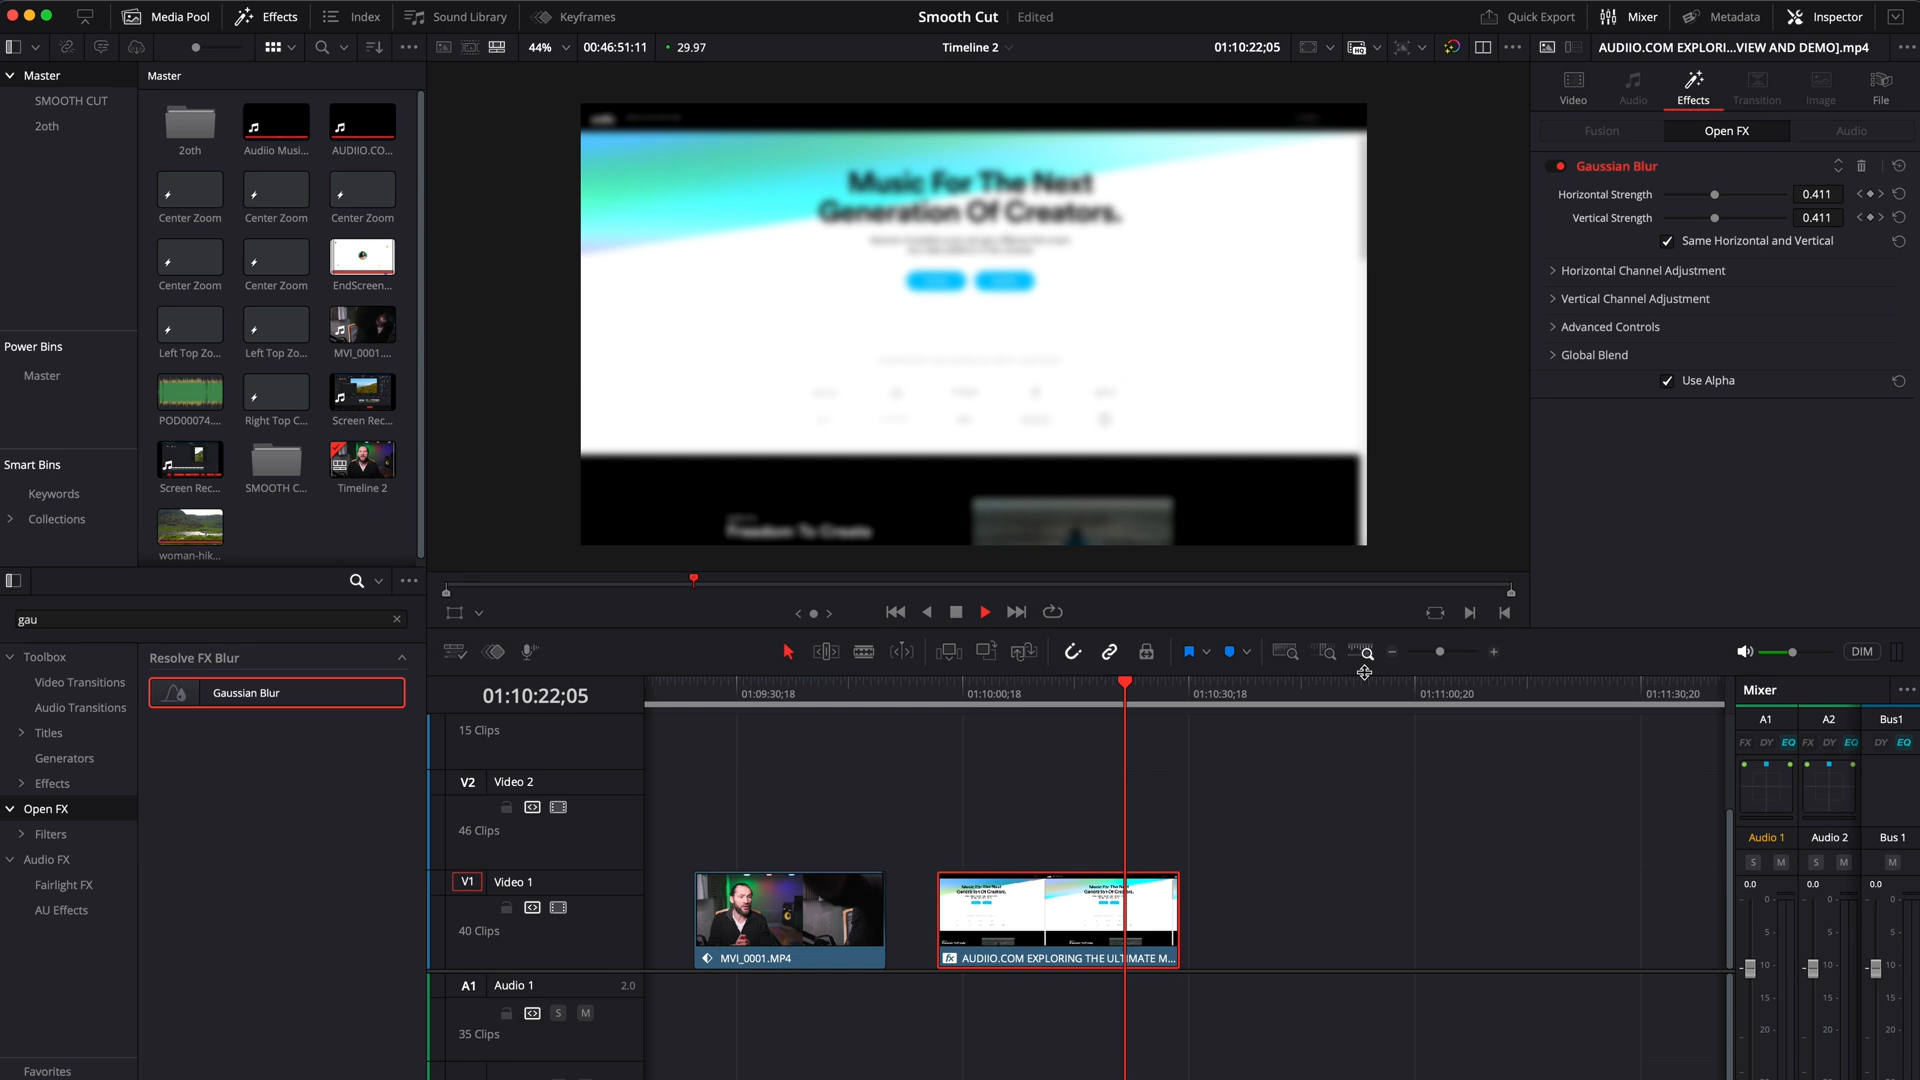 Media Pool
Effects
Index
Sound Library
Keyframes
Smooth Cut
Edited
Quick Export
Mixer
Metadata
Inspector
44%
00:46:51:11
29.97
Timeline 2
01:10:22;05
AUDIIO.COM EXPLORI...VIEW AND DEMO].mp4
Master
SMOOTH CUT
2oth
Master
2oth
Audiio Musi...
AUDIIO.CO...
Center Zoom
Center Zoom
Center Zoom
Center Zoom
Center Zoom
EndScreen...
Left Top Zo...
Left Top Zo...
MVI_0001....
POD00074....
Right Top C...
Screen Rec...
Screen Rec...
SMOOTH C...
Timeline 2
woman-hik...
Power Bins
Master
Smart Bins
Keywords
Collections
Music For The Next
Generation Of Creators.
Freedom To Create
Video
Audio
Effects
Transition
Image
File
Fusion
Open FX
Audio
Gaussian Blur
Horizontal Strength
0.411
Vertical Strength
0.411
Same Horizontal and Vertical
Horizontal Channel Adjustment
Vertical Channel Adjustment
Advanced Controls
Global Blend
Use Alpha
gau
Toolbox
Video Transitions
Audio Transitions
Titles
Generators
Effects
Open FX
Filters
Audio FX
Fairlight FX
AU Effects
Favorites
Resolve FX Blur
Gaussian Blur
DIM
01:10:22;05
01:09:30;18
01:10:00;18
01:10:30;18
01:11:00;20
01:11:30;20
15 Clips
V2
Video 2
46 Clips
V1
Video 1
40 Clips
MVI_0001.MP4
AUDIIO.COM EXPLORING THE ULTIMATE M...
A1
Audio 1
2.0
S
M
35 Clips
Mixer
A1
A2
Bus1
FX DY EQ
FX DY EQ
DY EQ
Audio 1
Audio 2
Bus 1
S
M
S
M
M
0.0
0.0
0.0
0
0
0
5
5
5
10
10
10
15
15
15
20
20
20